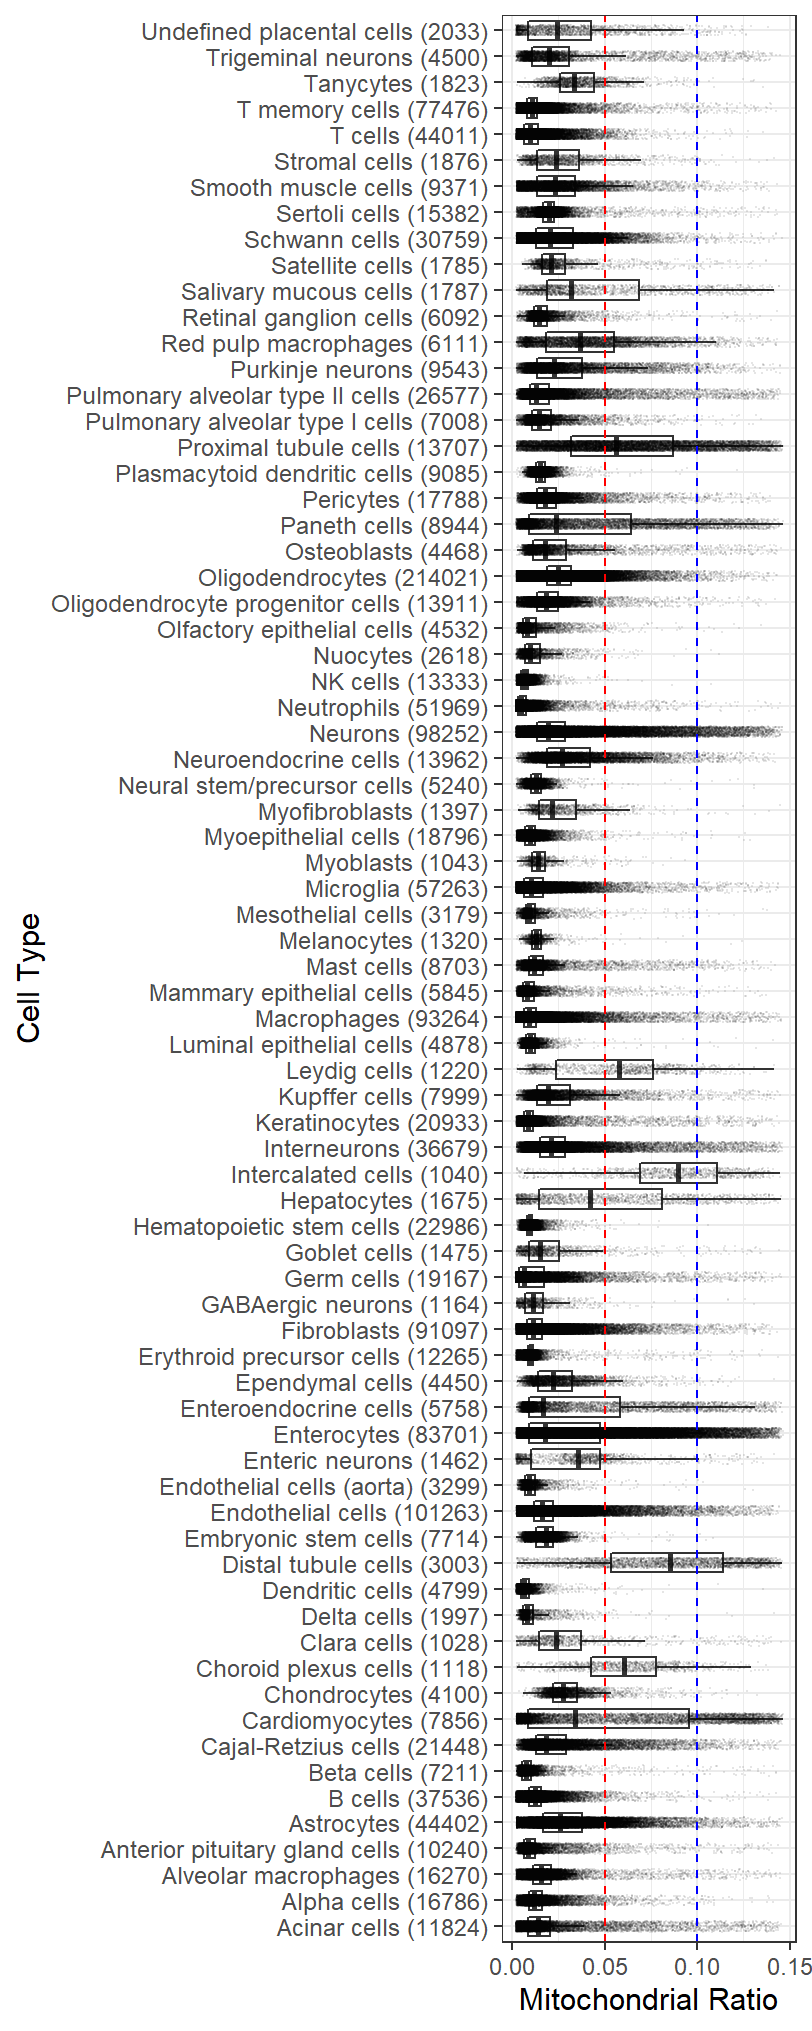 Undefined placental cells (2033)
Trigeminal neurons (4500)
Tanycytes (1823)
T memory cells (77476)
T cells (44011)
Stromal cells (1876)
Smooth muscle cells (9371)
Sertoli cells (15382)
Schwann cells (30759)
Satellite cells (1785)
Salivary mucous cells (1787)
Retinal ganglion cells (6092)
Red pulp macrophages (6111)
Purkinje neurons (9543)
Pulmonary alveolar type II cells (26577)
Pulmonary alveolar type I cells (7008)
Proximal tubule cells (13707)
Plasmacytoid dendritic cells (9085)
Pericytes (17788)
Paneth cells (8944)
Osteoblasts (4468)
Oligodendrocytes (214021)
Oligodendrocyte progenitor cells (13911)
Olfactory epithelial cells (4532)
Nuocytes (2618)
NK cells (13333)
Neutrophils (51969)
Neurons (98252)
Neuroendocrine cells (13962)
Neural stem/precursor cells (5240)
Myofibroblasts (1397)
Myoepithelial cells (18796)
Myoblasts (1043)
Microglia (57263)
Mesothelial cells (3179)
Melanocytes (1320)
Mast cells (8703)
Mammary epithelial cells (5845)
Macrophages (93264)
Luminal epithelial cells (4878)
Leydig cells (1220)
Kupffer cells (7999)
Keratinocytes (20933)
Interneurons (36679)
Intercalated cells (1040)
Hepatocytes (1675)
Hematopoietic stem cells (22986)
Goblet cells (1475)
Germ cells (19167)
GABAergic neurons (1164)
Fibroblasts (91097)
Erythroid precursor cells (12265)
Ependymal cells (4450)
Enteroendocrine cells (5758)
Enterocytes (83701)
Enteric neurons (1462)
Endothelial cells (aorta) (3299)
Endothelial cells (101263)
Embryonic stem cells (7714)
Distal tubule cells (3003)
Dendritic cells (4799)
Delta cells (1997)
Clara cells (1028)
Choroid plexus cells (1118)
Chondrocytes (4100)
Cardiomyocytes (7856)
Cajal-Retzius cells (21448)
Beta cells (7211)
B cells (37536)
Astrocytes (44402)
Anterior pituitary gland cells (10240)
Alveolar macrophages (16270)
Alpha cells (16786)
Acinar cells (11824)
Cell Type
0.00 0.05 0.10 0.15
Mitochondrial Ratio